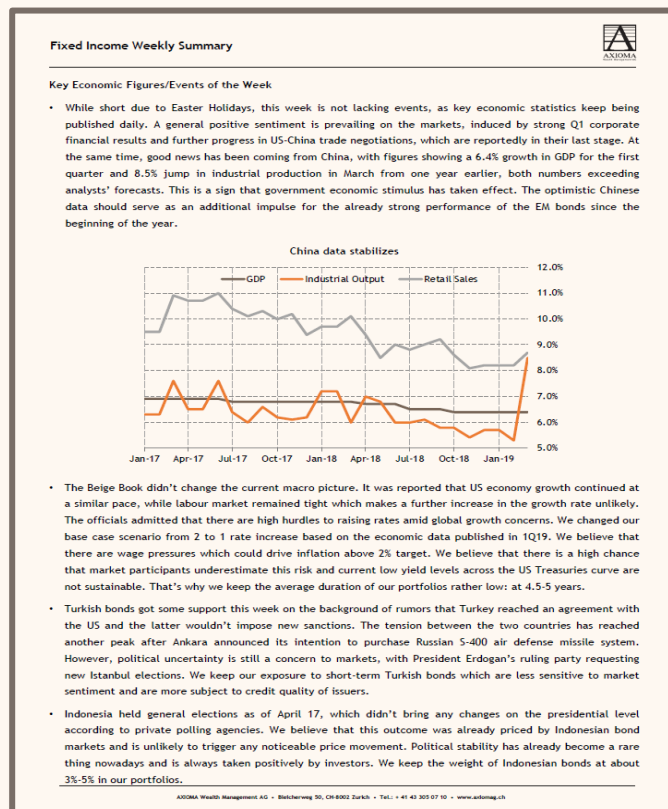 Fixed Income Weekly Summary
A
AXIOMA
Key Economic Figures/Events of the Week
• While short due to Easter Holidays, this week is not lacking events, as key economic statistics keep being
published daily. A general positive sentiment is prevailing on the markets, induced by strong Q1 corporate
financial results and further progress in US-China trade negotiations, which are reportedly in their last stage. At
the same time, good news has been coming from China, with figures showing a 6.4% growth in GDP for the first
quarter and 8.5% jump in industrial production in March from one year earlier, both numbers exceeding
analysts' forecasts. This is a sign that government economic stimulus has taken effect. The optimistic Chinese
data should serve as an additional impulse for the already strong performance of the EM bonds since the
beginning of the year.
China data stabilizes
GDP Industrial Output Retail Sales
12.0%
11.0%
10.0%
9.0%
8.0%
7.0%
6.0%
5.0%
Jan-17 Apr-17 Jul-17 Oct-17 Jan-18 Apr-18 Jul-18 Oct-18 Jan-19
• The Beige Book didn't change the current macro picture. It was reported that US economy growth continued at
a similar pace, while labour market remained tight which makes a further increase in the growth rate unlikely.
The officials admitted that there are high hurdles to raising rates amid global growth concerns. We changed our
base case scenario from 2 to 1 rate increase based on the economic data published in 1Q19. We believe that
there are wage pressures which could drive inflation above 2% target. We believe that there is a high chance
that market participants underestimate this risk and current low yield levels across the US Treasuries curve are
not sustainable. That's why we keep the average duration of our portfolios rather low: at 4.5-5 years.
• Turkish bonds got some support this week on the background of rumors that Turkey reached an agreement with
the US and the latter wouldn't impose new sanctions. The tension between the two countries has reached
another peak after Ankara announced its intention to purchase Russian S-400 air defense missile system.
However, political uncertainty is still a concern to markets, with President Erdogan's ruling party requesting
new Istanbul elections. We keep our exposure to short-term Turkish bonds which are less sensitive to market
sentiment and are more subject to credit quality of issuers.
• Indonesia held general elections as of April 17, which didn't bring any changes on the presidential level
according to private polling agencies. We believe that this outcome was already priced by Indonesian bond
markets and is unlikely to trigger any noticeable price movement. Political stability has already become a rare
thing nowadays and is always taken positively by investors. We keep the weight of Indonesian bonds at about
3%-5% in our portfolios.
AXIOMA Wealth Management AG • Bleicherweg 50, CH-8002 Zurich • Tel.: + 41 43 305 07 10 • www.axiomag.ch